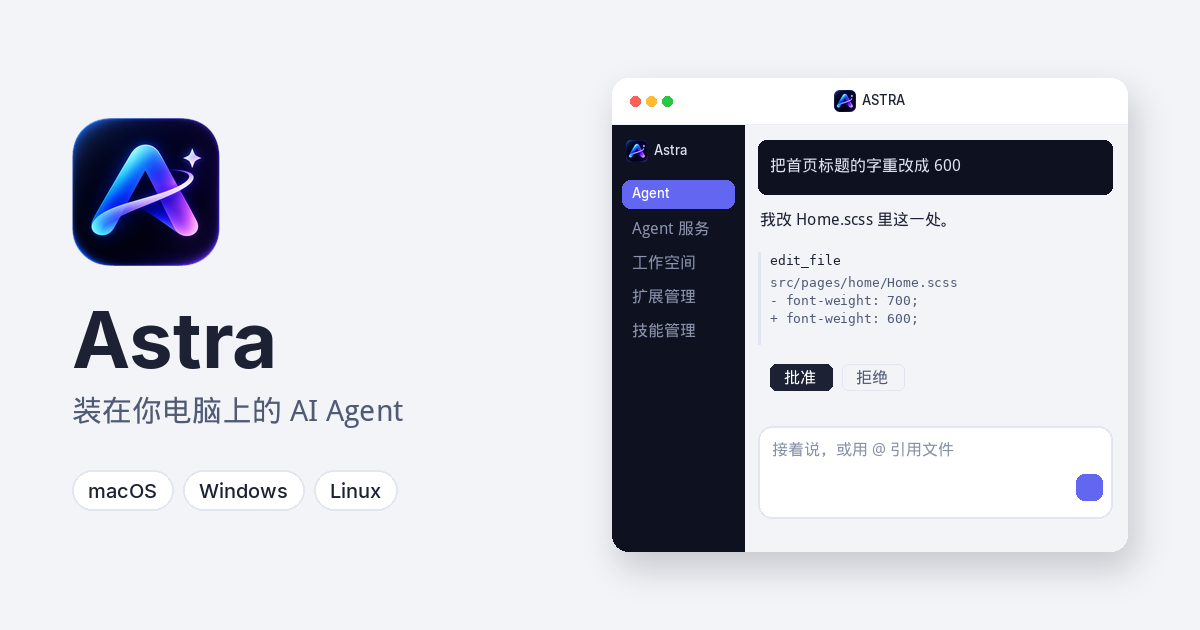 Astra
装在你电脑上的 AI Agent
macOS
Windows
Linux
ASTRA
Astra
Agent
Agent 服务
工作空间
扩展管理
技能管理
把首页标题的字重改成 600
我改 Home.scss 里这一处。
edit_file
src/pages/home/Home.scss
- font-weight: 700;
+ font-weight: 600;
批准
拒绝
接着说，或用 @ 引用文件